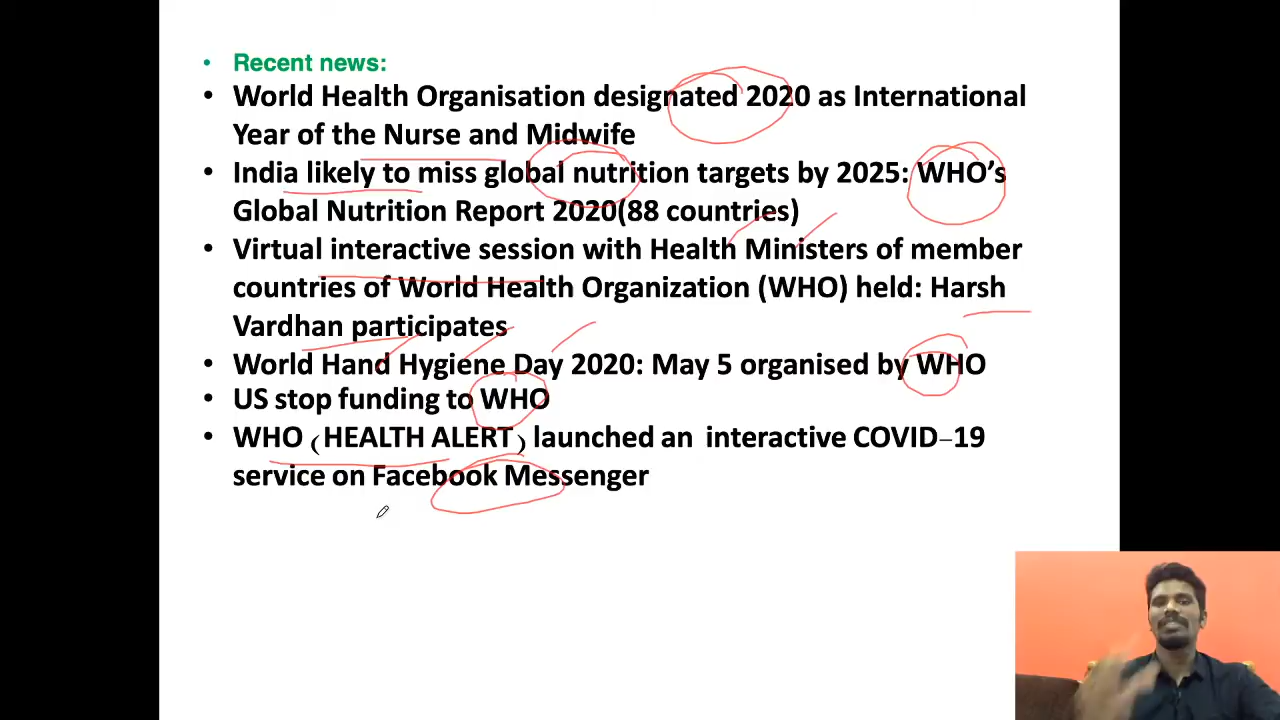 • Recent news:
• World Health Organisation designated 2020 as International
Year of the Nurse and Midwife
• India likely to miss global nutrition targets by 2025: WHO’s
Global Nutrition Report 2020(88 countries)
• Virtual interactive session with Health Ministers of member
countries of World Health Organization (WHO) held: Harsh
Vardhan participates
• World Hand Hygiene Day 2020: May 5 organised by WHO
• US stop funding to WHO
• WHO (HEALTH ALERT) launched an interactive COVID-19
service on Facebook Messenger